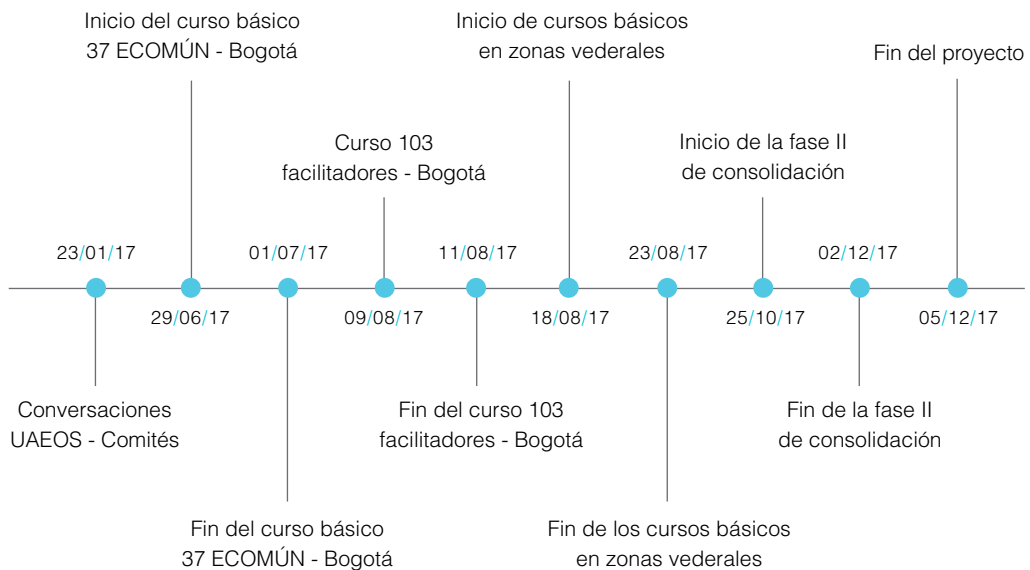 Inicio del curso básico
37 ECOMÚN - Bogotá
Inicio de cursos básicos
en zonas vederales
Fin del proyecto
Curso 103
facilitadores - Bogotá
Inicio de la fase II
de consolidación
23/01/17
01/07/17
11/08/17
23/08/17
02/12/17
29/06/17
09/08/17
18/08/17
25/10/17
05/12/17
Conversaciones
UAEOS - Comités
Fin del curso 103
facilitadores - Bogotá
Fin de la fase II
de consolidación
Fin del curso básico
37 ECOMÚN - Bogotá
Fin de los cursos básicos
en zonas vederales